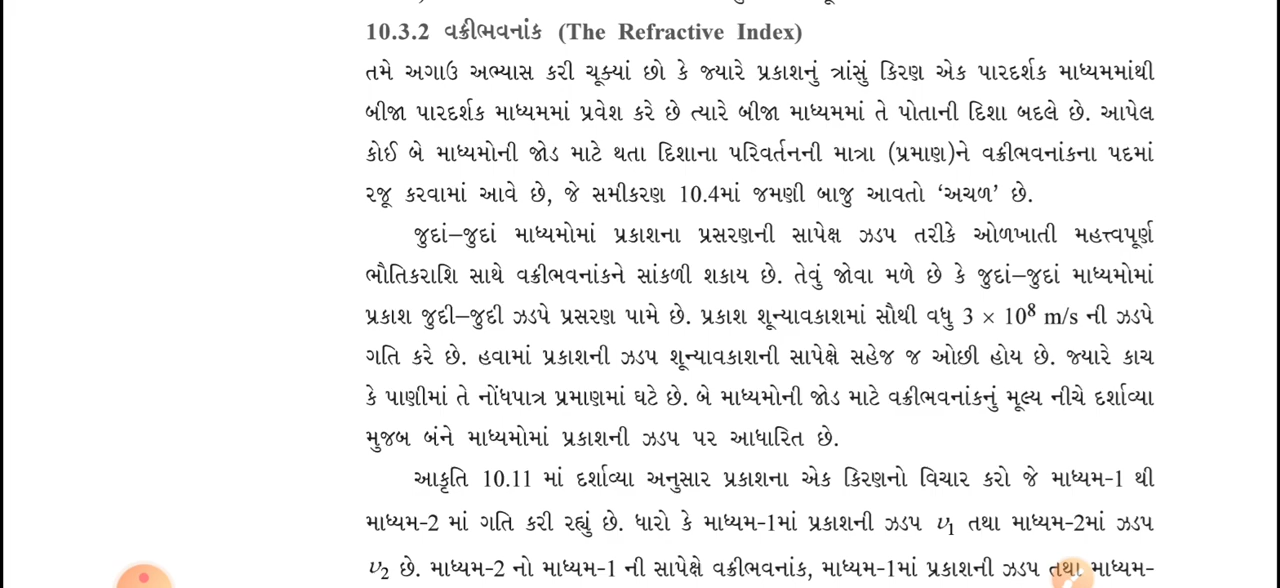 10.3.2 વક્રીભવનાંક (The Refractive Index)
તમે અગાઉ અભ્યાસ કરી ચૂક્યાં છો કે જ્યારે પ્રકાશનું ત્રાંસું કિરણ એક પારદર્શક માધ્યમમાંથી
બીજા પારદર્શક માધ્યમમાં પ્રવેશ કરે છે ત્યારે બીજા માધ્યમમાં તે પોતાની દિશા બદલે છે. આપેલ
કોઈ બે માધ્યમોની જોડ માટે થતા દિશાના પરિવર્તનની માત્રા (પ્રમાણ)ને વક્રીભવનાંકના પદમાં
રજૂ કરવામાં આવે છે, જે સમીકરણ 10.4માં જમણી બાજુ આવતો ‘અચળ’ છે.
જુદાં–જુદાં માધ્યમોમાં પ્રકાશના પ્રસરણની સાપેક્ષ ઝડપ તરીકે ઓળખાતી મહત્ત્વપૂર્ણ
ભૌતિકરાશિ સાથે વક્રીભવનાંકને સાંકળી શકાય છે. તેવું જોવા મળે છે કે જુદાં–જુદાં માધ્યમોમાં
પ્રકાશ જુદી–જુદી ઝડપે પ્રસરણ પામે છે. પ્રકાશ શૂન્યાવકાશમાં સૌથી વધુ 3 × 10⁸ m/s ની ઝડપે
ગતિ કરે છે. હવામાં પ્રકાશની ઝડપ શૂન્યાવકાશની સાપેક્ષે સહેજ જ ઓછી હોય છે. જ્યારે કાચ
કે પાણીમાં તે નોંધપાત્ર પ્રમાણમાં ઘટે છે. બે માધ્યમોની જોડ માટે વક્રીભવનાંકનું મૂલ્ય નીચે દર્શાવ્યા
મુજબ બંને માધ્યમોમાં પ્રકાશની ઝડપ પર આધારિત છે.
આકૃતિ 10.11 માં દર્શાવ્યા અનુસાર પ્રકાશના એક કિરણનો વિચાર કરો જે માધ્યમ-1 થી
માધ્યમ-2 માં ગતિ કરી રહ્યું છે. ધારો કે માધ્યમ-1માં પ્રકાશની ઝડપ v₁ તથા માધ્યમ-2માં ઝડપ
v₂ છે. માધ્યમ-2 નો માધ્યમ-1 ની સાપેક્ષે વક્રીભવનાંક, માધ્યમ-1માં પ્રકાશની ઝડપ તથા માધ્યમ-